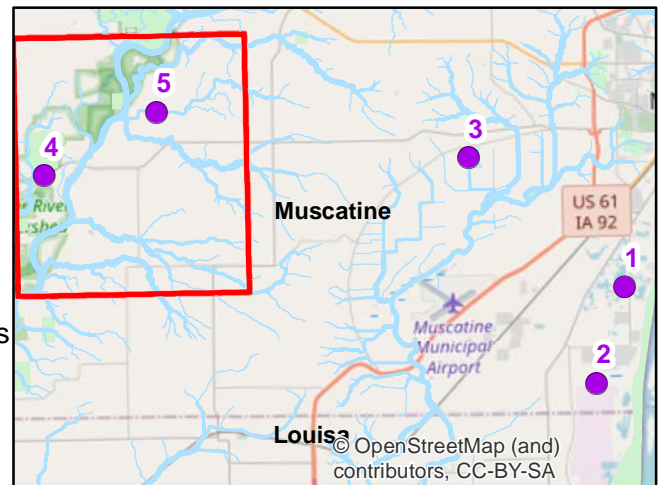 5
3
4
River
Muscatine
US 61
IA 92
1
Muscatine
Municipal
Airport
2
s
Louisa
© OpenStreetMap (and)
contributors, CC-BY-SA